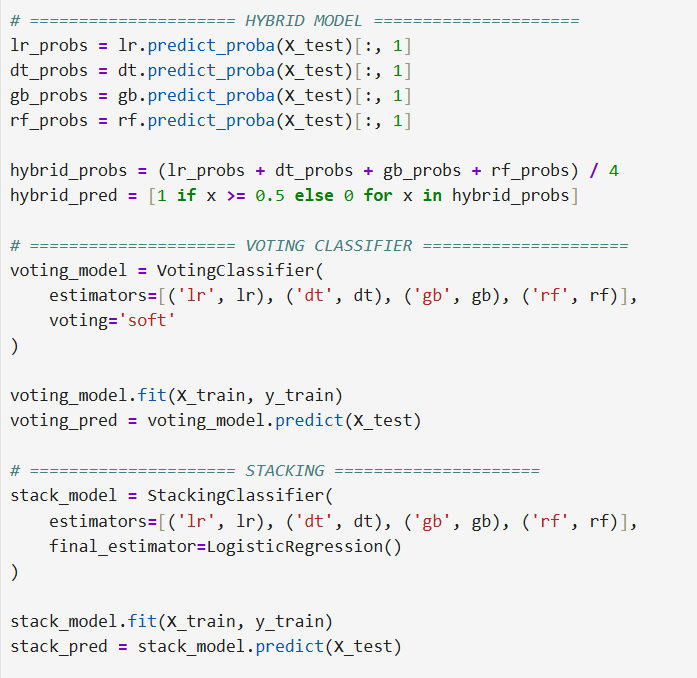 # ===================== HYBRID MODEL =====================
lr_probs = lr.predict_proba(X_test)[:, 1]
dt_probs = dt.predict_proba(X_test)[:, 1]
gb_probs = gb.predict_proba(X_test)[:, 1]
rf_probs = rf.predict_proba(X_test)[:, 1]

hybrid_probs = (lr_probs + dt_probs + gb_probs + rf_probs) / 4
hybrid_pred = [1 if x >= 0.5 else 0 for x in hybrid_probs]

# ===================== VOTING CLASSIFIER =====================
voting_model = VotingClassifier(
    estimators=[('lr', lr), ('dt', dt), ('gb', gb), ('rf', rf)],
    voting='soft'
)

voting_model.fit(X_train, y_train)
voting_pred = voting_model.predict(X_test)

# ===================== STACKING =====================
stack_model = StackingClassifier(
    estimators=[('lr', lr), ('dt', dt), ('gb', gb), ('rf', rf)],
    final_estimator=LogisticRegression()
)

stack_model.fit(X_train, y_train)
stack_pred = stack_model.predict(X_test)